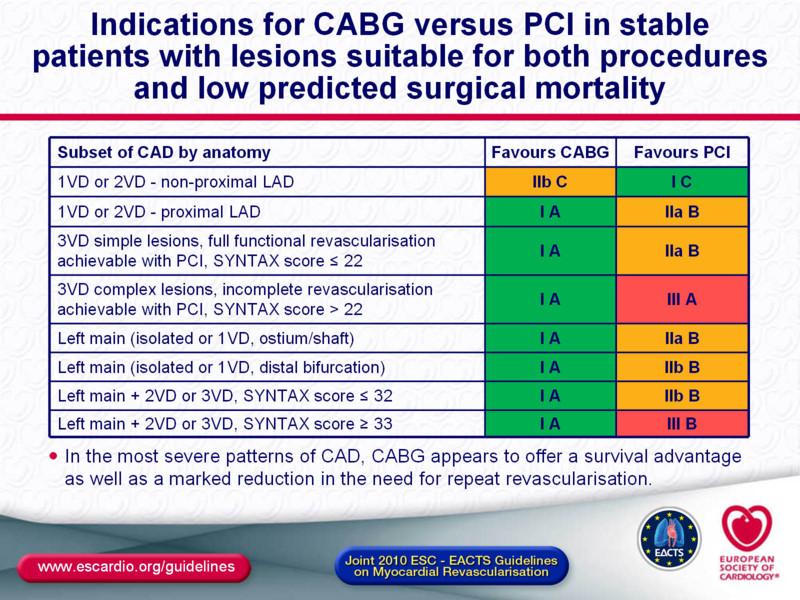 Indications for CABG versus PCI in stable
patients with lesions suitable for both procedures
and low predicted surgical mortality
Subset of CAD by anatomy Favours CABG Favours PCI
1VD or 2VD - non-proximal LAD IIb C I C
1VD or 2VD - proximal LAD I A IIa B
3VD simple lesions, full functional revascularisation
achievable with PCI, SYNTAX score ≤ 22 I A IIa B
3VD complex lesions, incomplete revascularisation
achievable with PCI, SYNTAX score > 22 I A III A
Left main (isolated or 1VD, ostium/shaft) I A IIa B
Left main (isolated or 1VD, distal bifurcation) I A IIb B
Left main + 2VD or 3VD, SYNTAX score ≤ 32 I A IIb B
Left main + 2VD or 3VD, SYNTAX score ≥ 33 I A III B
• In the most severe patterns of CAD, CABG appears to offer a survival advantage
as well as a marked reduction in the need for repeat revascularisation.
www.escardio.org/guidelines
Joint 2010 ESC - EACTS Guidelines
on Myocardial Revascularisation
EACTS
EUROPEAN
SOCIETY OF
CARDIOLOGY®